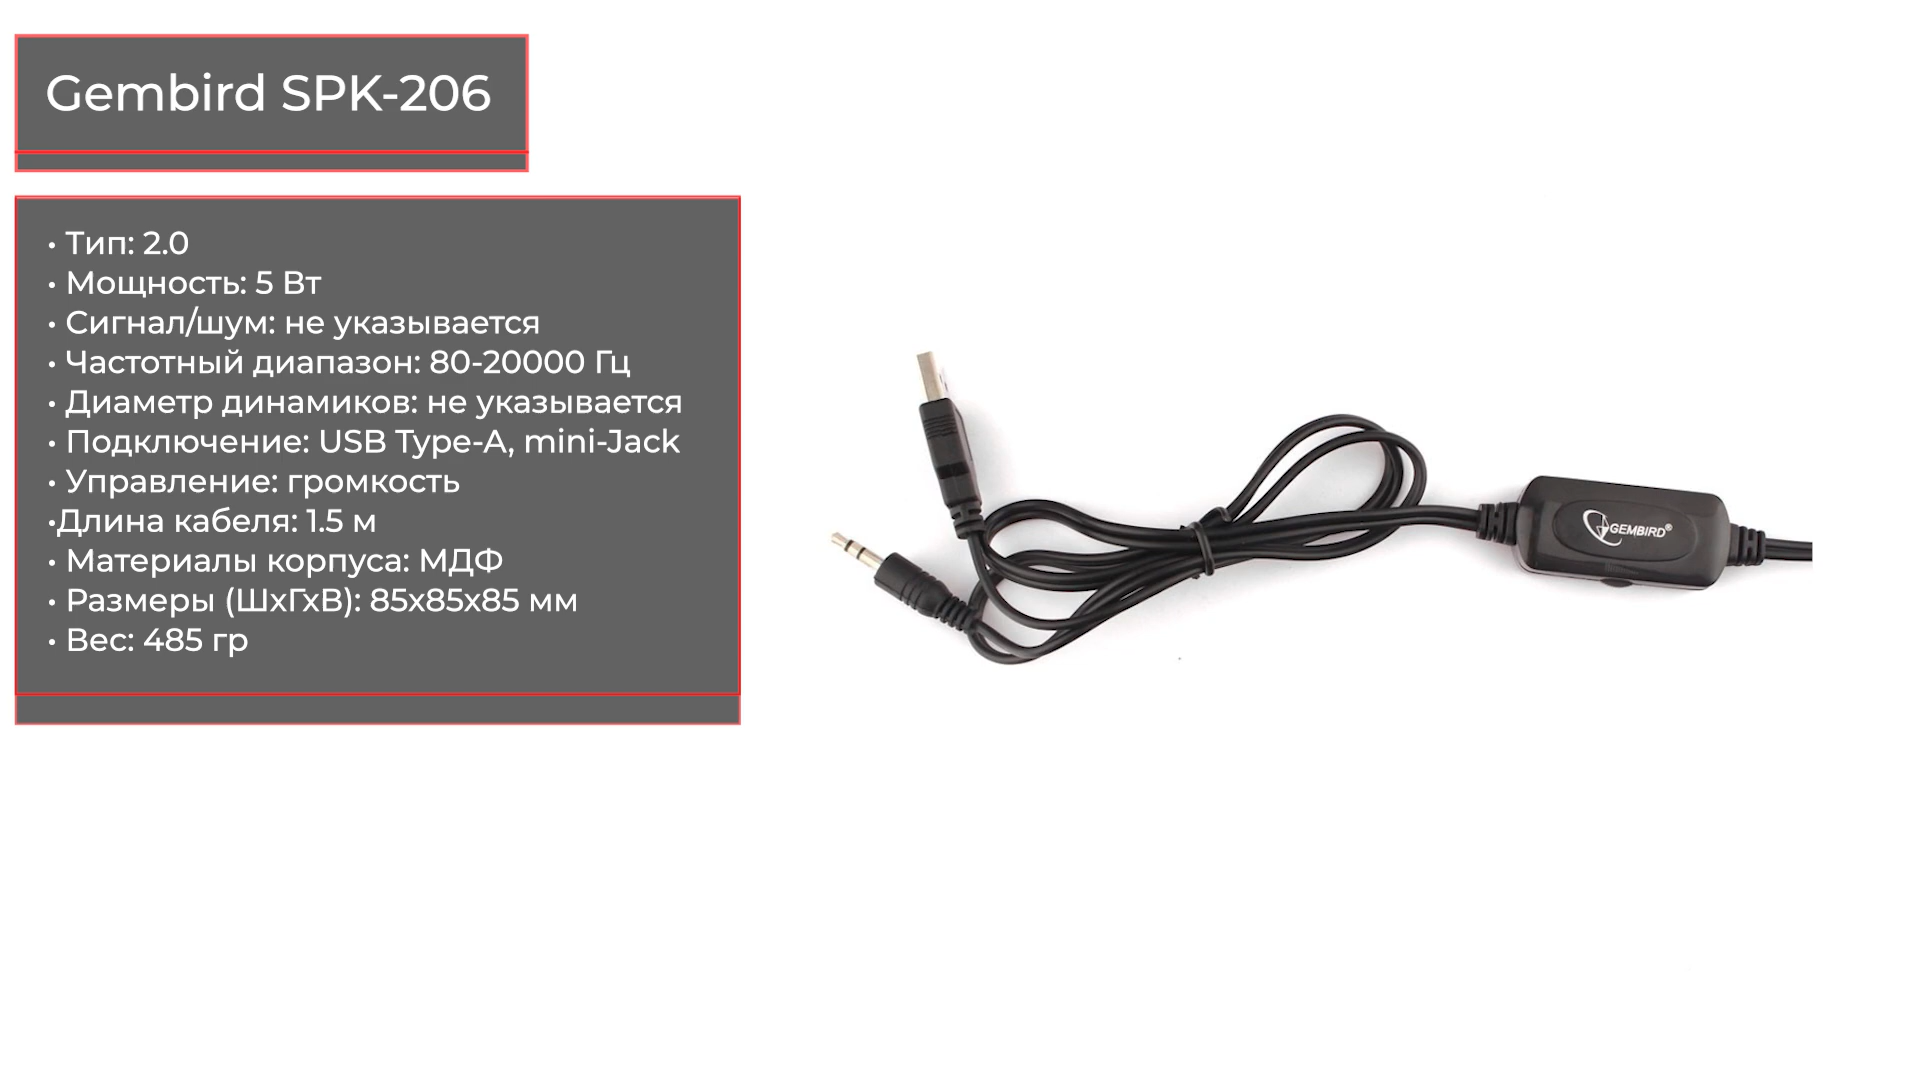 Gembird SPK-206
• Тип: 2.0
• Мощность: 5 Вт
• Сигнал/шум: не указывается
• Частотный диапазон: 80-20000 Гц
• Диаметр динамиков: не указывается
• Подключение: USB Type-A, mini-Jack
• Управление: громкость
•Длина кабеля: 1.5 м
• Материалы корпуса: МДФ
• Размеры (ШхГхВ): 85х85х85 мм
• Вес: 485 гр
GEMBIRD®